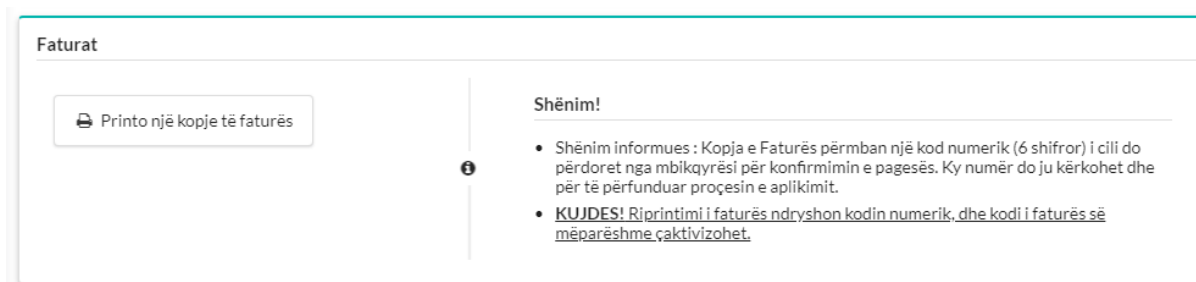 Faturat
Printo një kopje të faturës
Shënim!
• Shënim informues : Kopja e Faturës përmban një kod numerik (6 shifror) i cili do
përdoret nga mbikqyrësi për konfirmimin e pagesës. Ky numër do ju kërkohet dhe
për të përfunduar proçesin e aplikimit.
• KUJDES! Riprintimi i faturës ndryshon kodin numerik, dhe kodi i faturës së
mëparëshme çaktivizohet.